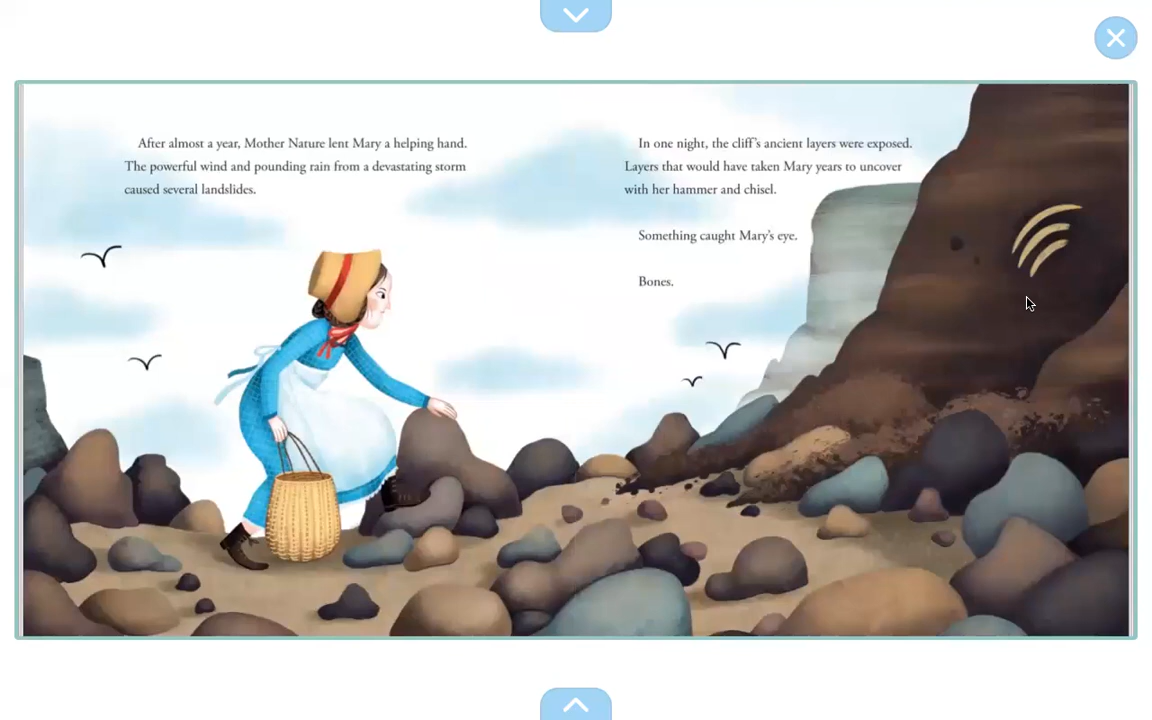 After almost a year, Mother Nature lent Mary a helping hand.
The powerful wind and pounding rain from a devastating storm
caused several landslides.
In one night, the cliff’s ancient layers were exposed.
Layers that would have taken Mary years to uncover
with her hammer and chisel.
Something caught Mary’s eye.
Bones.